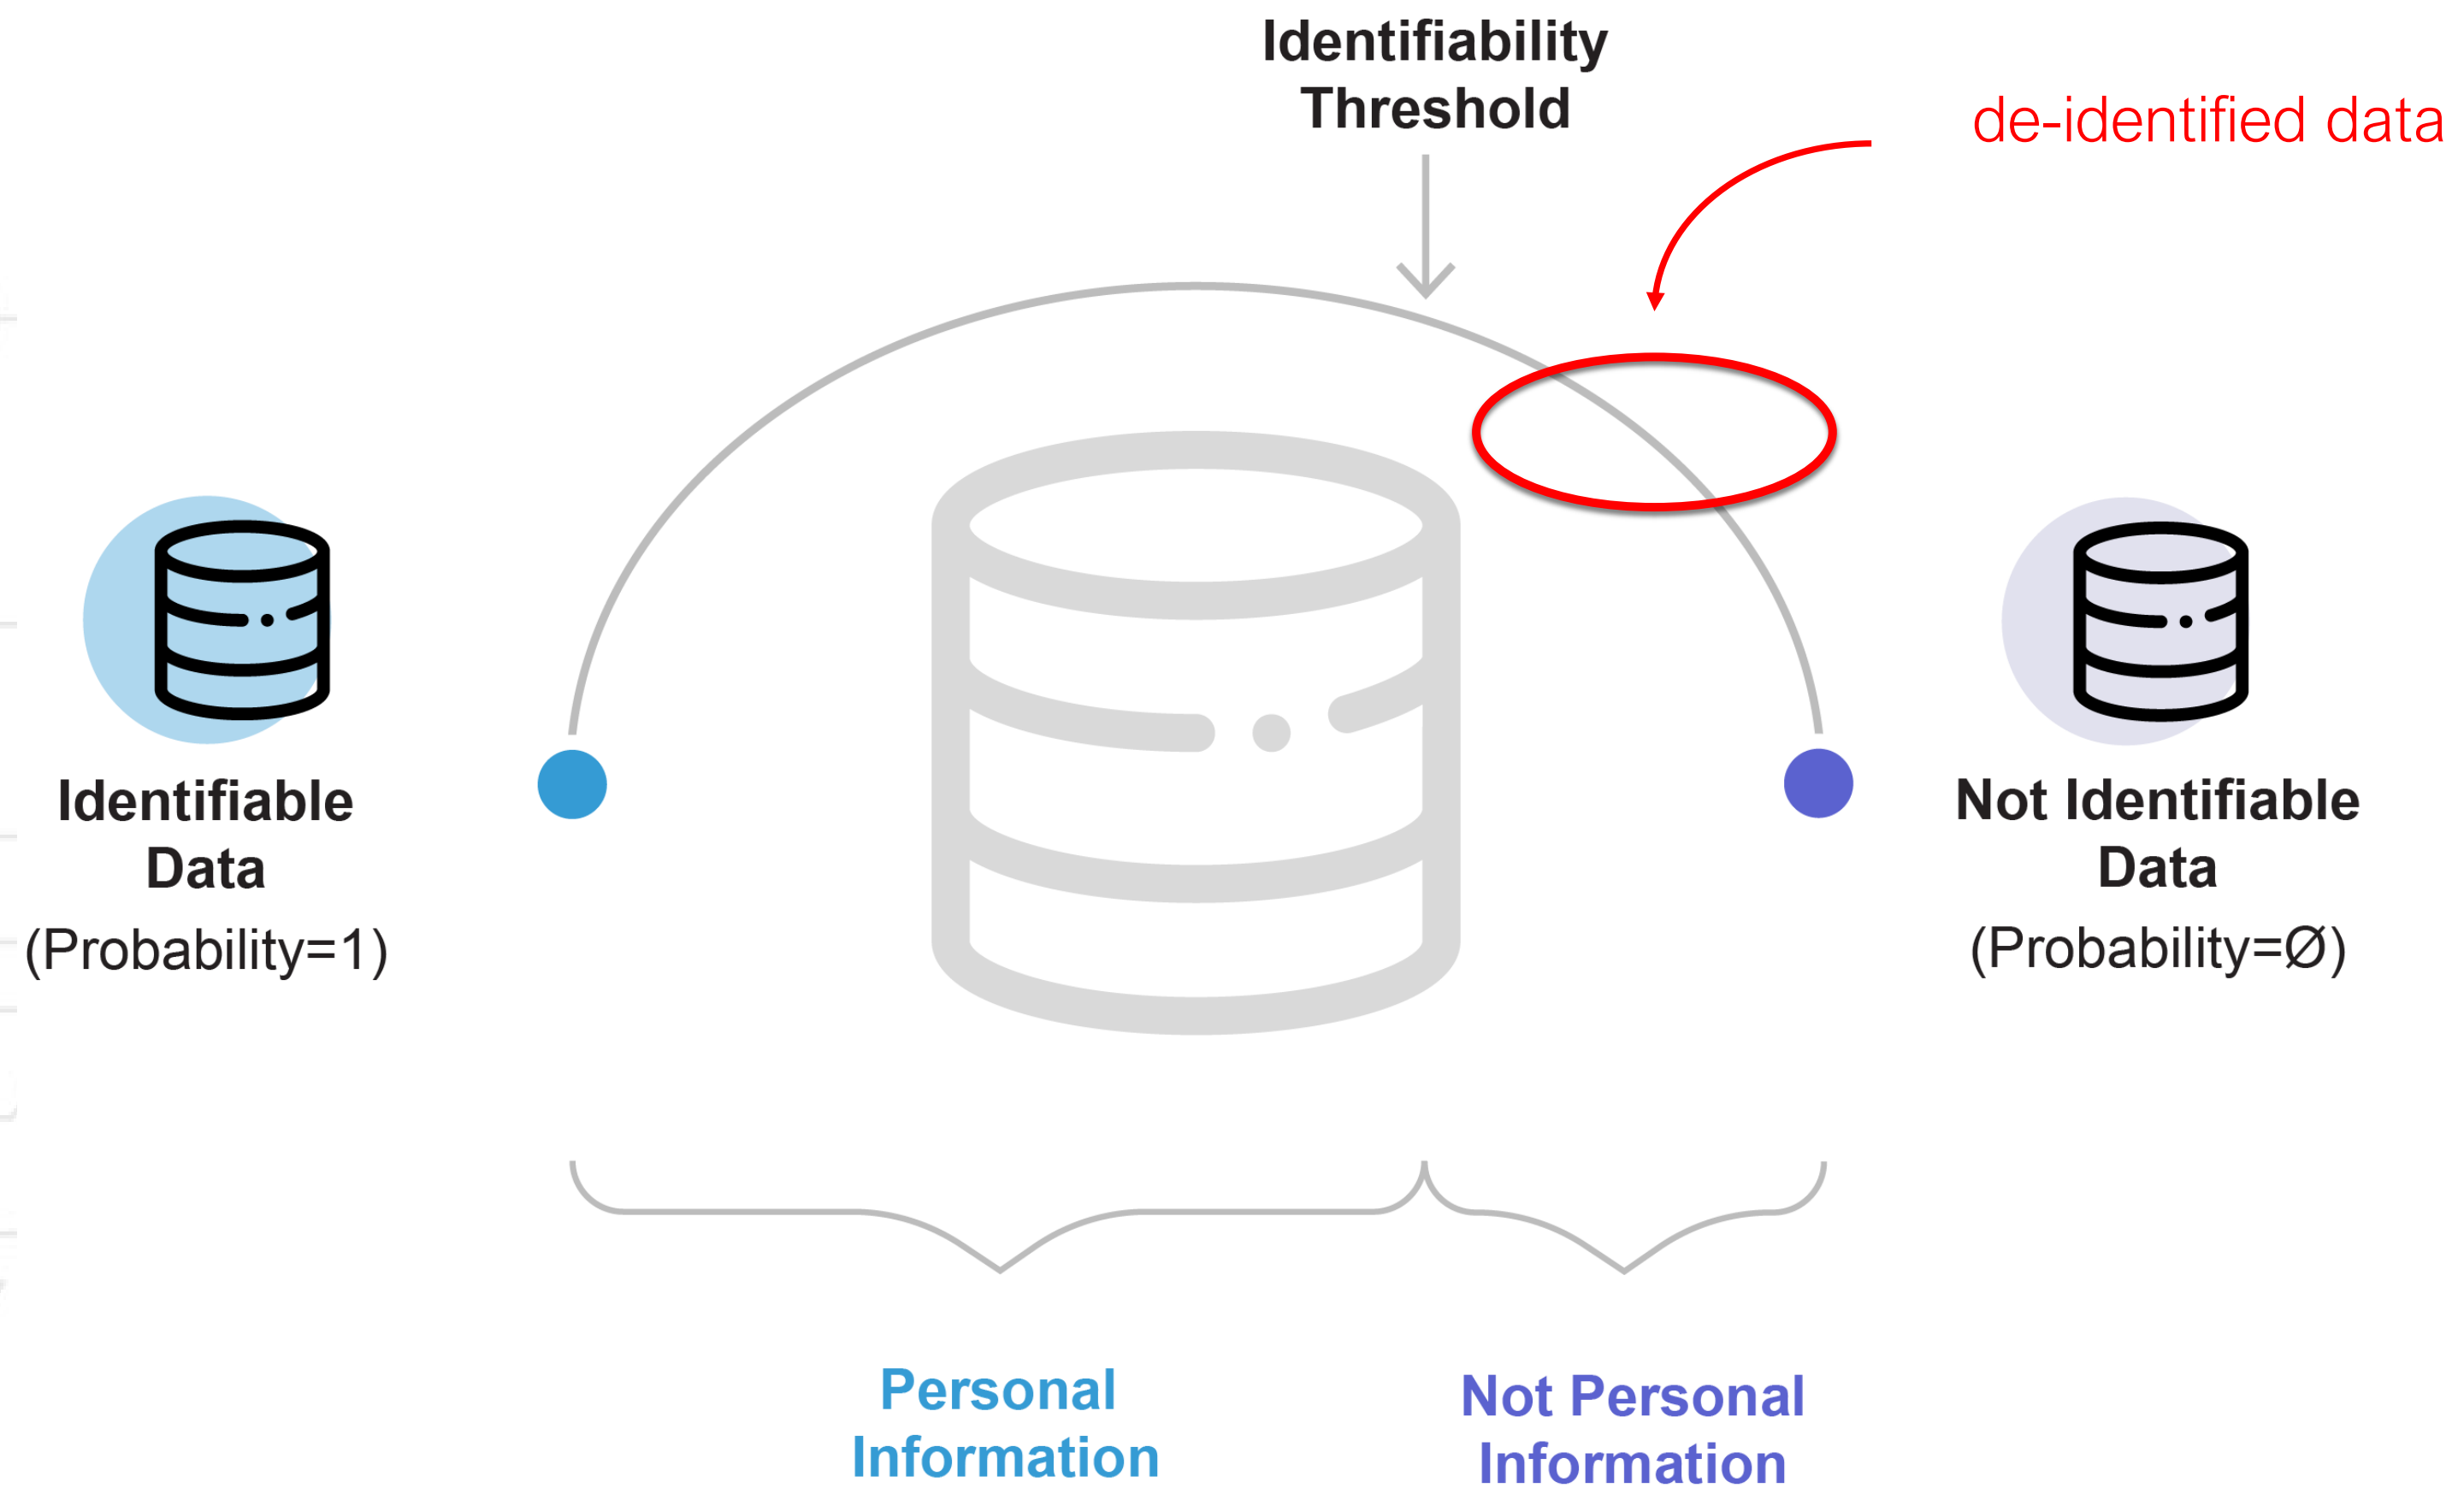 Identifiability
Threshold
de-identified data
Identifiable
Data
(Probability=1)
Not Identifiable
Data
(Probability=Ø)
Personal
Information
Not Personal
Information